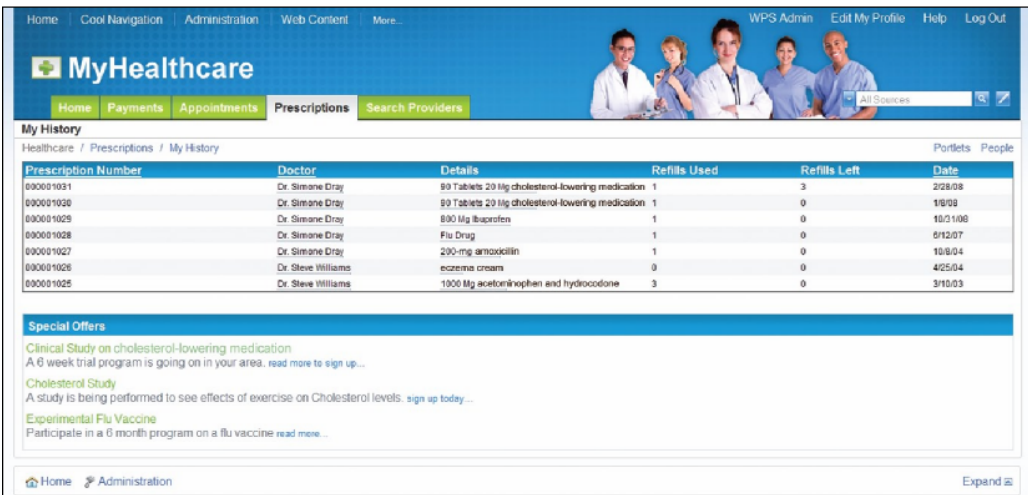 Home Cool Navigation Administration Web Content More... WPS Admin Edit My Profile Help Log Out
MyHealthcare
Home Payments Appointments Prescriptions Search Providers All Sources
My History
Healthcare / Prescriptions / My History Portlets People
Prescription Number Doctor Details Refills Used Refills Left Date
000001031 Dr. Simone Dray 90 Tablets 20 Mg cholesterol-lowering medication 1 3 2/28/08
000001030 Dr. Simone Dray 90 Tablets 20 Mg cholesterol-lowering medication 1 0 1/8/08
000001029 Dr. Simone Dray 800 Mg Ibuprofen 1 0 10/31/08
000001028 Dr. Simone Dray Flu Drug 1 0 6/12/07
000001027 Dr. Simone Dray 200-mg amoxicillin 1 0 10/8/04
000001026 Dr. Steve Williams eczema cream 0 0 4/25/04
000001025 Dr. Steve Williams 1000 Mg acetominophen and hydrocodone 3 0 3/10/03
Special Offers
Clinical Study on cholesterol-lowering medication
A 6 week trial program is going on in your area. read more to sign up...
Cholesterol Study
A study is being performed to see effects of exercise on Cholesterol levels. sign up today...
Experimental Flu Vaccine
Participate in a 6 month program on a flu vaccine read more...
Home Administration Expand